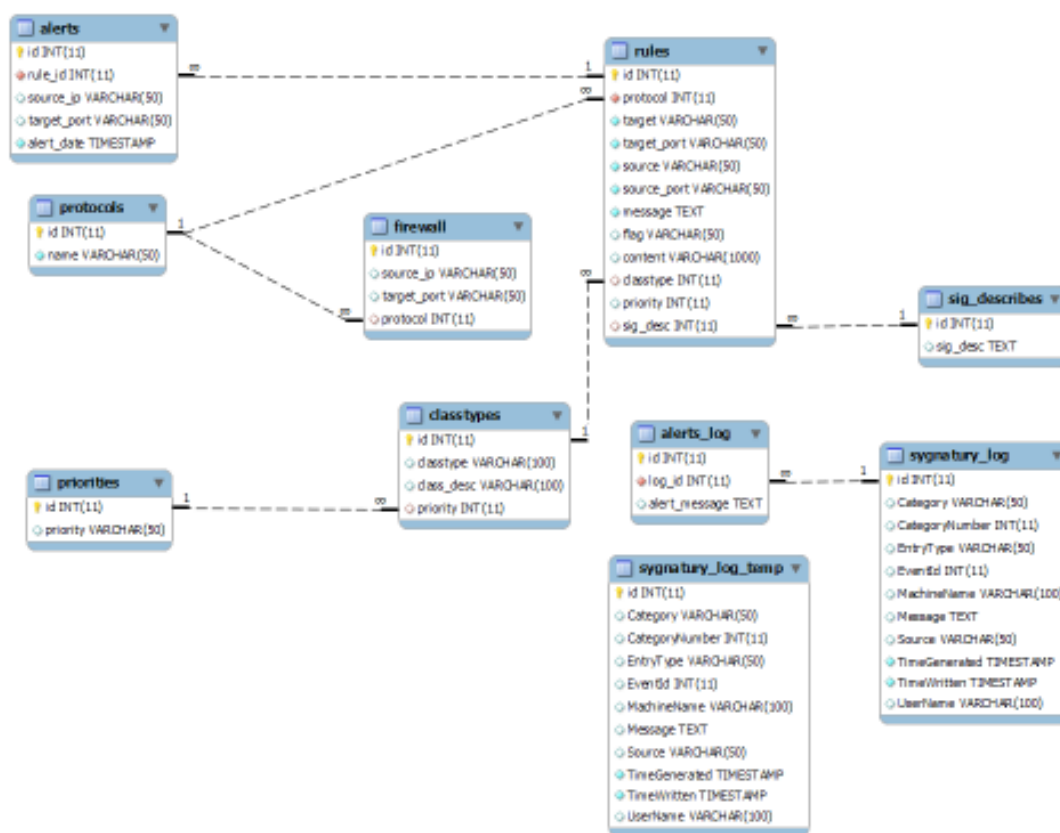 alerts
id INT(11)
rule_id INT(11)
source_ip VARCHAR(50)
target_port VARCHAR(50)
alert_date TIMESTAMP
∞
1
rules
id INT(11)
protocol INT(11)
target VARCHAR(50)
target_port VARCHAR(50)
source VARCHAR(50)
source_port VARCHAR(50)
message TEXT
flag VARCHAR(50)
content VARCHAR(1000)
classtype INT(11)
priority INT(11)
sig_desc INT(11)
∞
∞
∞
1
protocols
id INT(11)
name VARCHAR(50)
1
firewall
id INT(11)
source_ip VARCHAR(50)
target_port VARCHAR(50)
protocol INT(11)
∞
sig_describes
id INT(11)
sig_desc TEXT
classtypes
id INT(11)
classtype VARCHAR(100)
class_desc VARCHAR(100)
priority INT(11)
1
∞
priorities
id INT(11)
priority VARCHAR(50)
1
alerts_log
id INT(11)
log_id INT(11)
alert_message TEXT
∞
1
sygnatury_log
id INT(11)
Category VARCHAR(50)
CategoryNumber INT(11)
EntryType VARCHAR(50)
EventId INT(11)
MachineName VARCHAR(100)
Message TEXT
Source VARCHAR(50)
TimeGenerated TIMESTAMP
TimeWritten TIMESTAMP
UserName VARCHAR(100)
sygnatury_log_temp
id INT(11)
Category VARCHAR(50)
CategoryNumber INT(11)
EntryType VARCHAR(50)
EventId INT(11)
MachineName VARCHAR(100)
Message TEXT
Source VARCHAR(50)
TimeGenerated TIMESTAMP
TimeWritten TIMESTAMP
UserName VARCHAR(100)